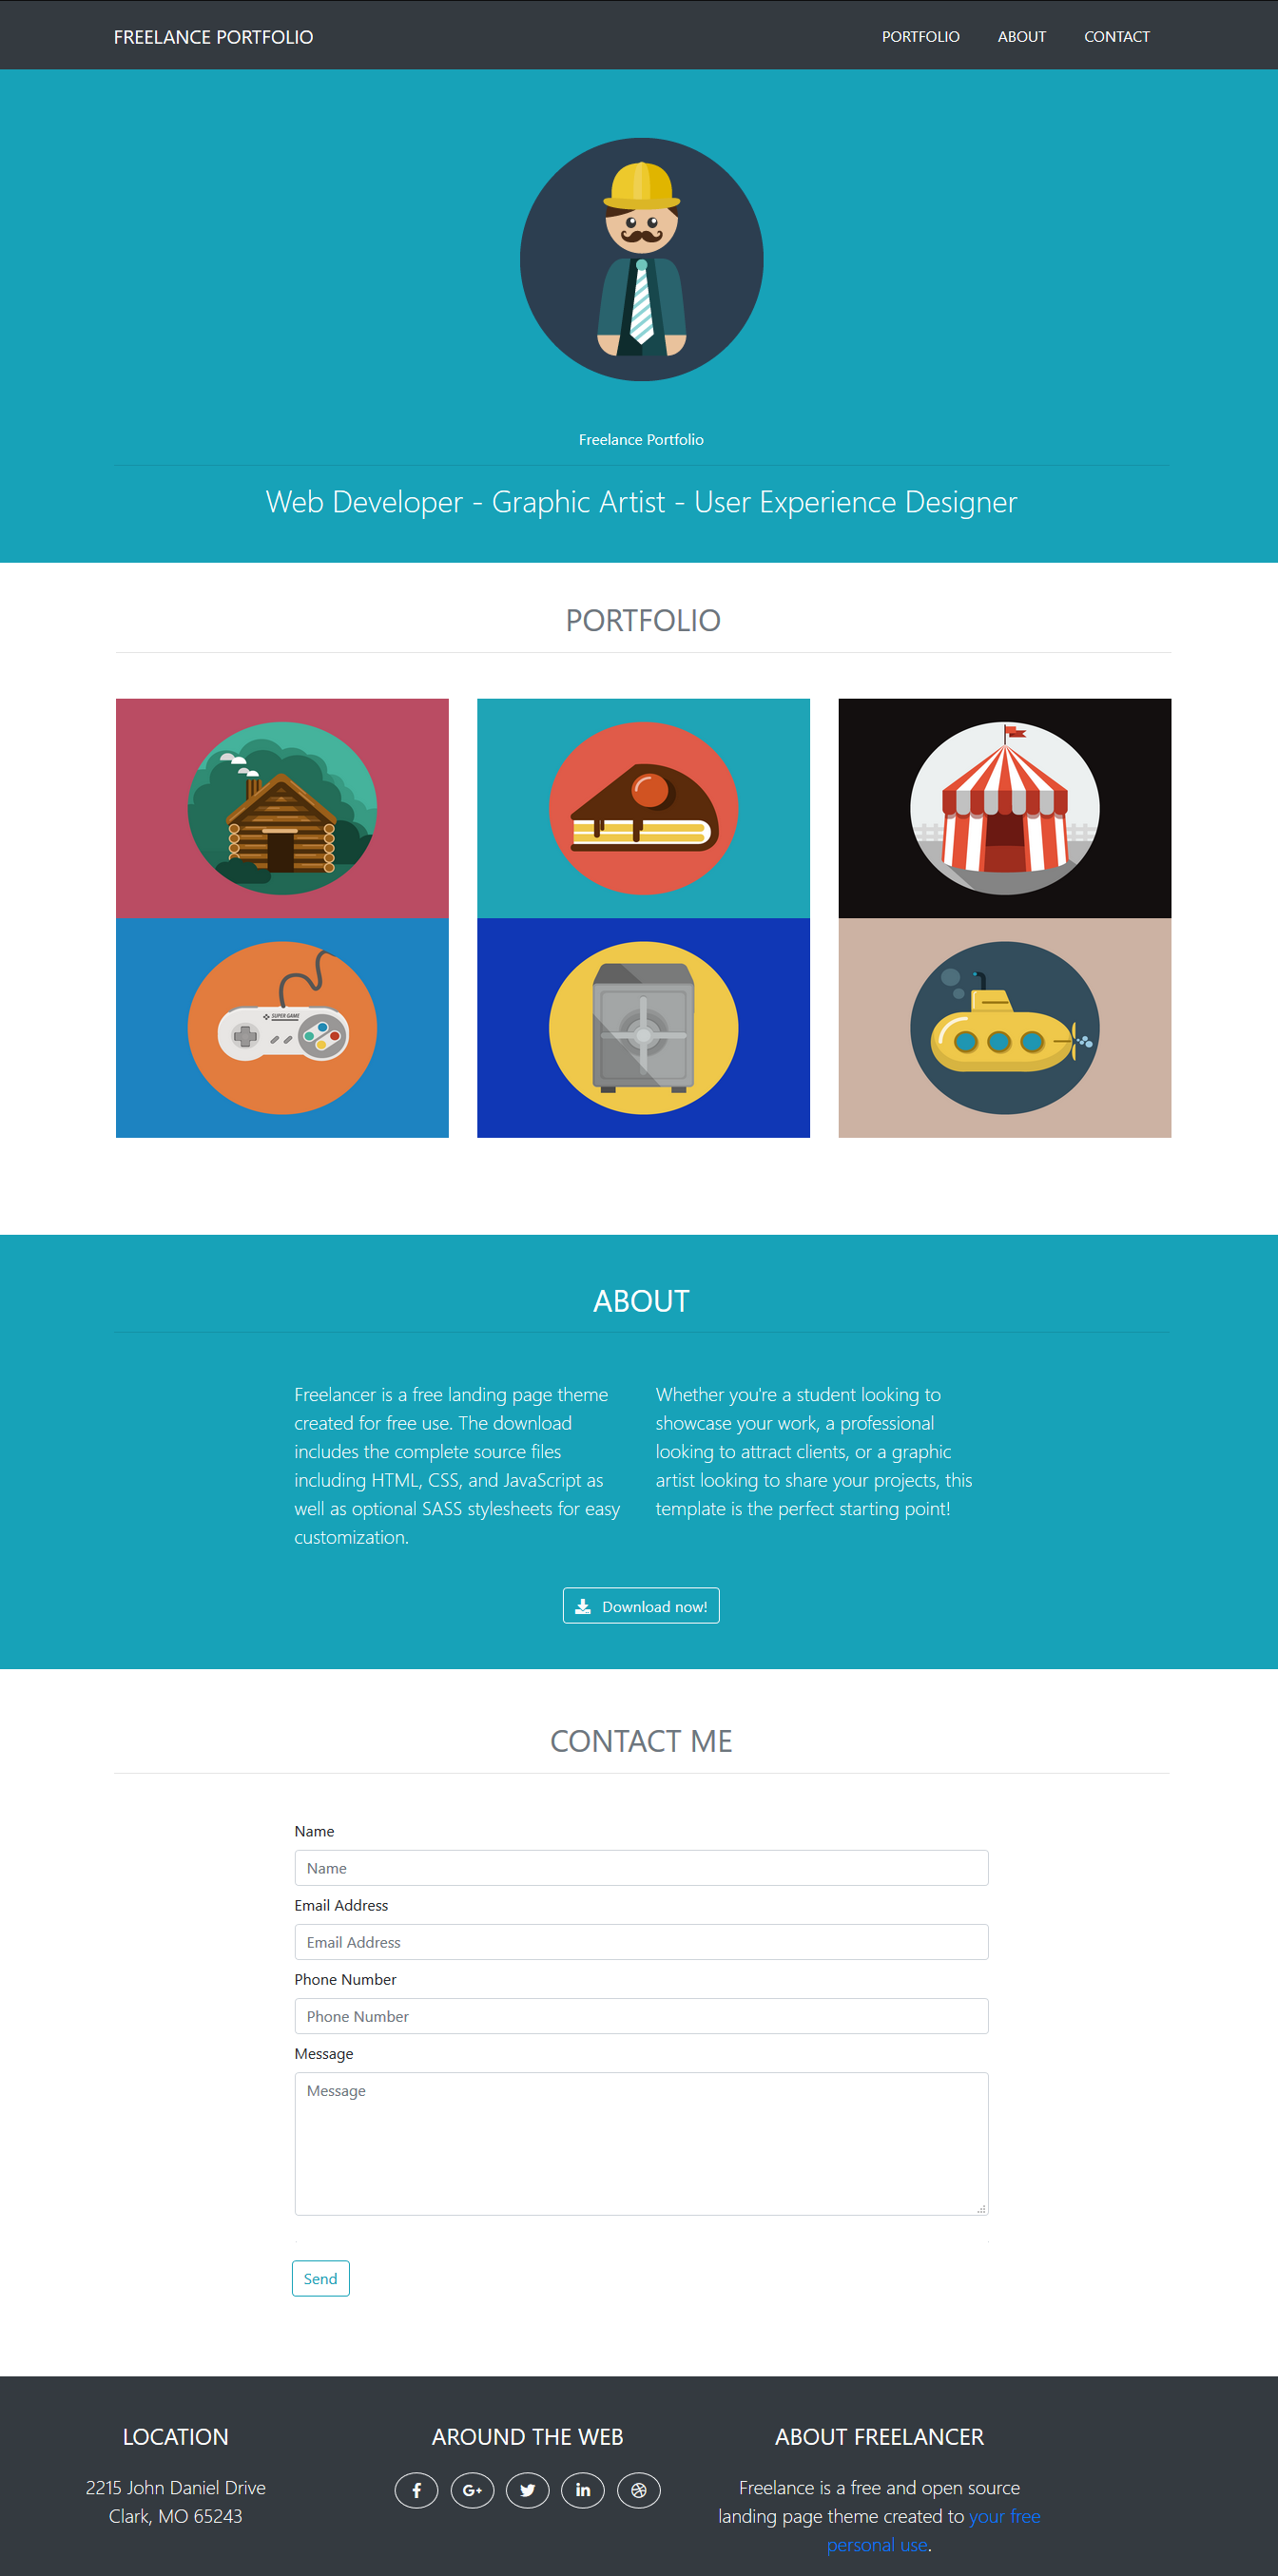 FREELANCE PORTFOLIO
PORTFOLIO ABOUT CONTACT
Freelance Portfolio
Web Developer - Graphic Artist - User Experience Designer
PORTFOLIO
SUPER GAME
ABOUT
Freelancer is a free landing page theme
created for free use. The download
includes the complete source files
including HTML, CSS, and JavaScript as
well as optional SASS stylesheets for easy
customization.
Whether you're a student looking to
showcase your work, a professional
looking to attract clients, or a graphic
artist looking to share your projects, this
template is the perfect starting point!
Download now!
CONTACT ME
Name
Name
Email Address
Email Address
Phone Number
Phone Number
Message
Message
Send
LOCATION
2215 John Daniel Drive
Clark, MO 65243
AROUND THE WEB
f G+ in
ABOUT FREELANCER
Freelance is a free and open source
landing page theme created to your free
personal use.